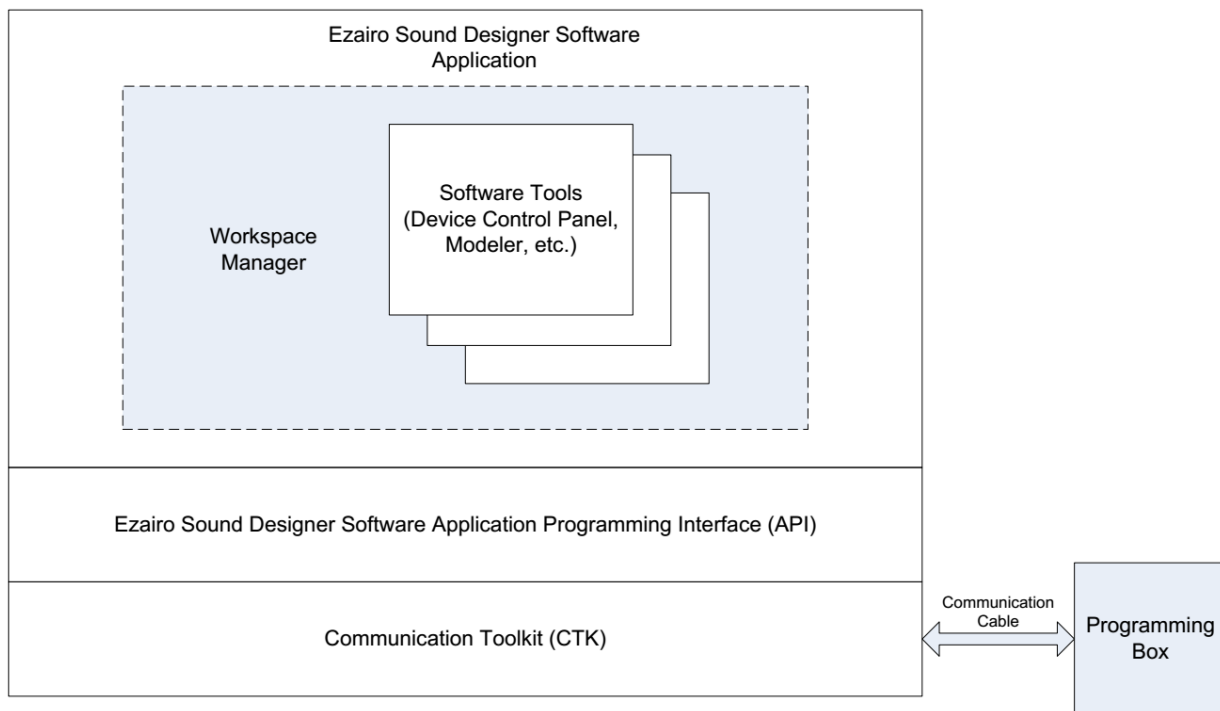 Ezairo Sound Designer Software
Application
Software Tools
(Device Control Panel,
Modeler, etc.)
Workspace
Manager
Ezairo Sound Designer Software Application Programming Interface (API)
Communication Toolkit (CTK)
Communication
Cable
Programming
Box